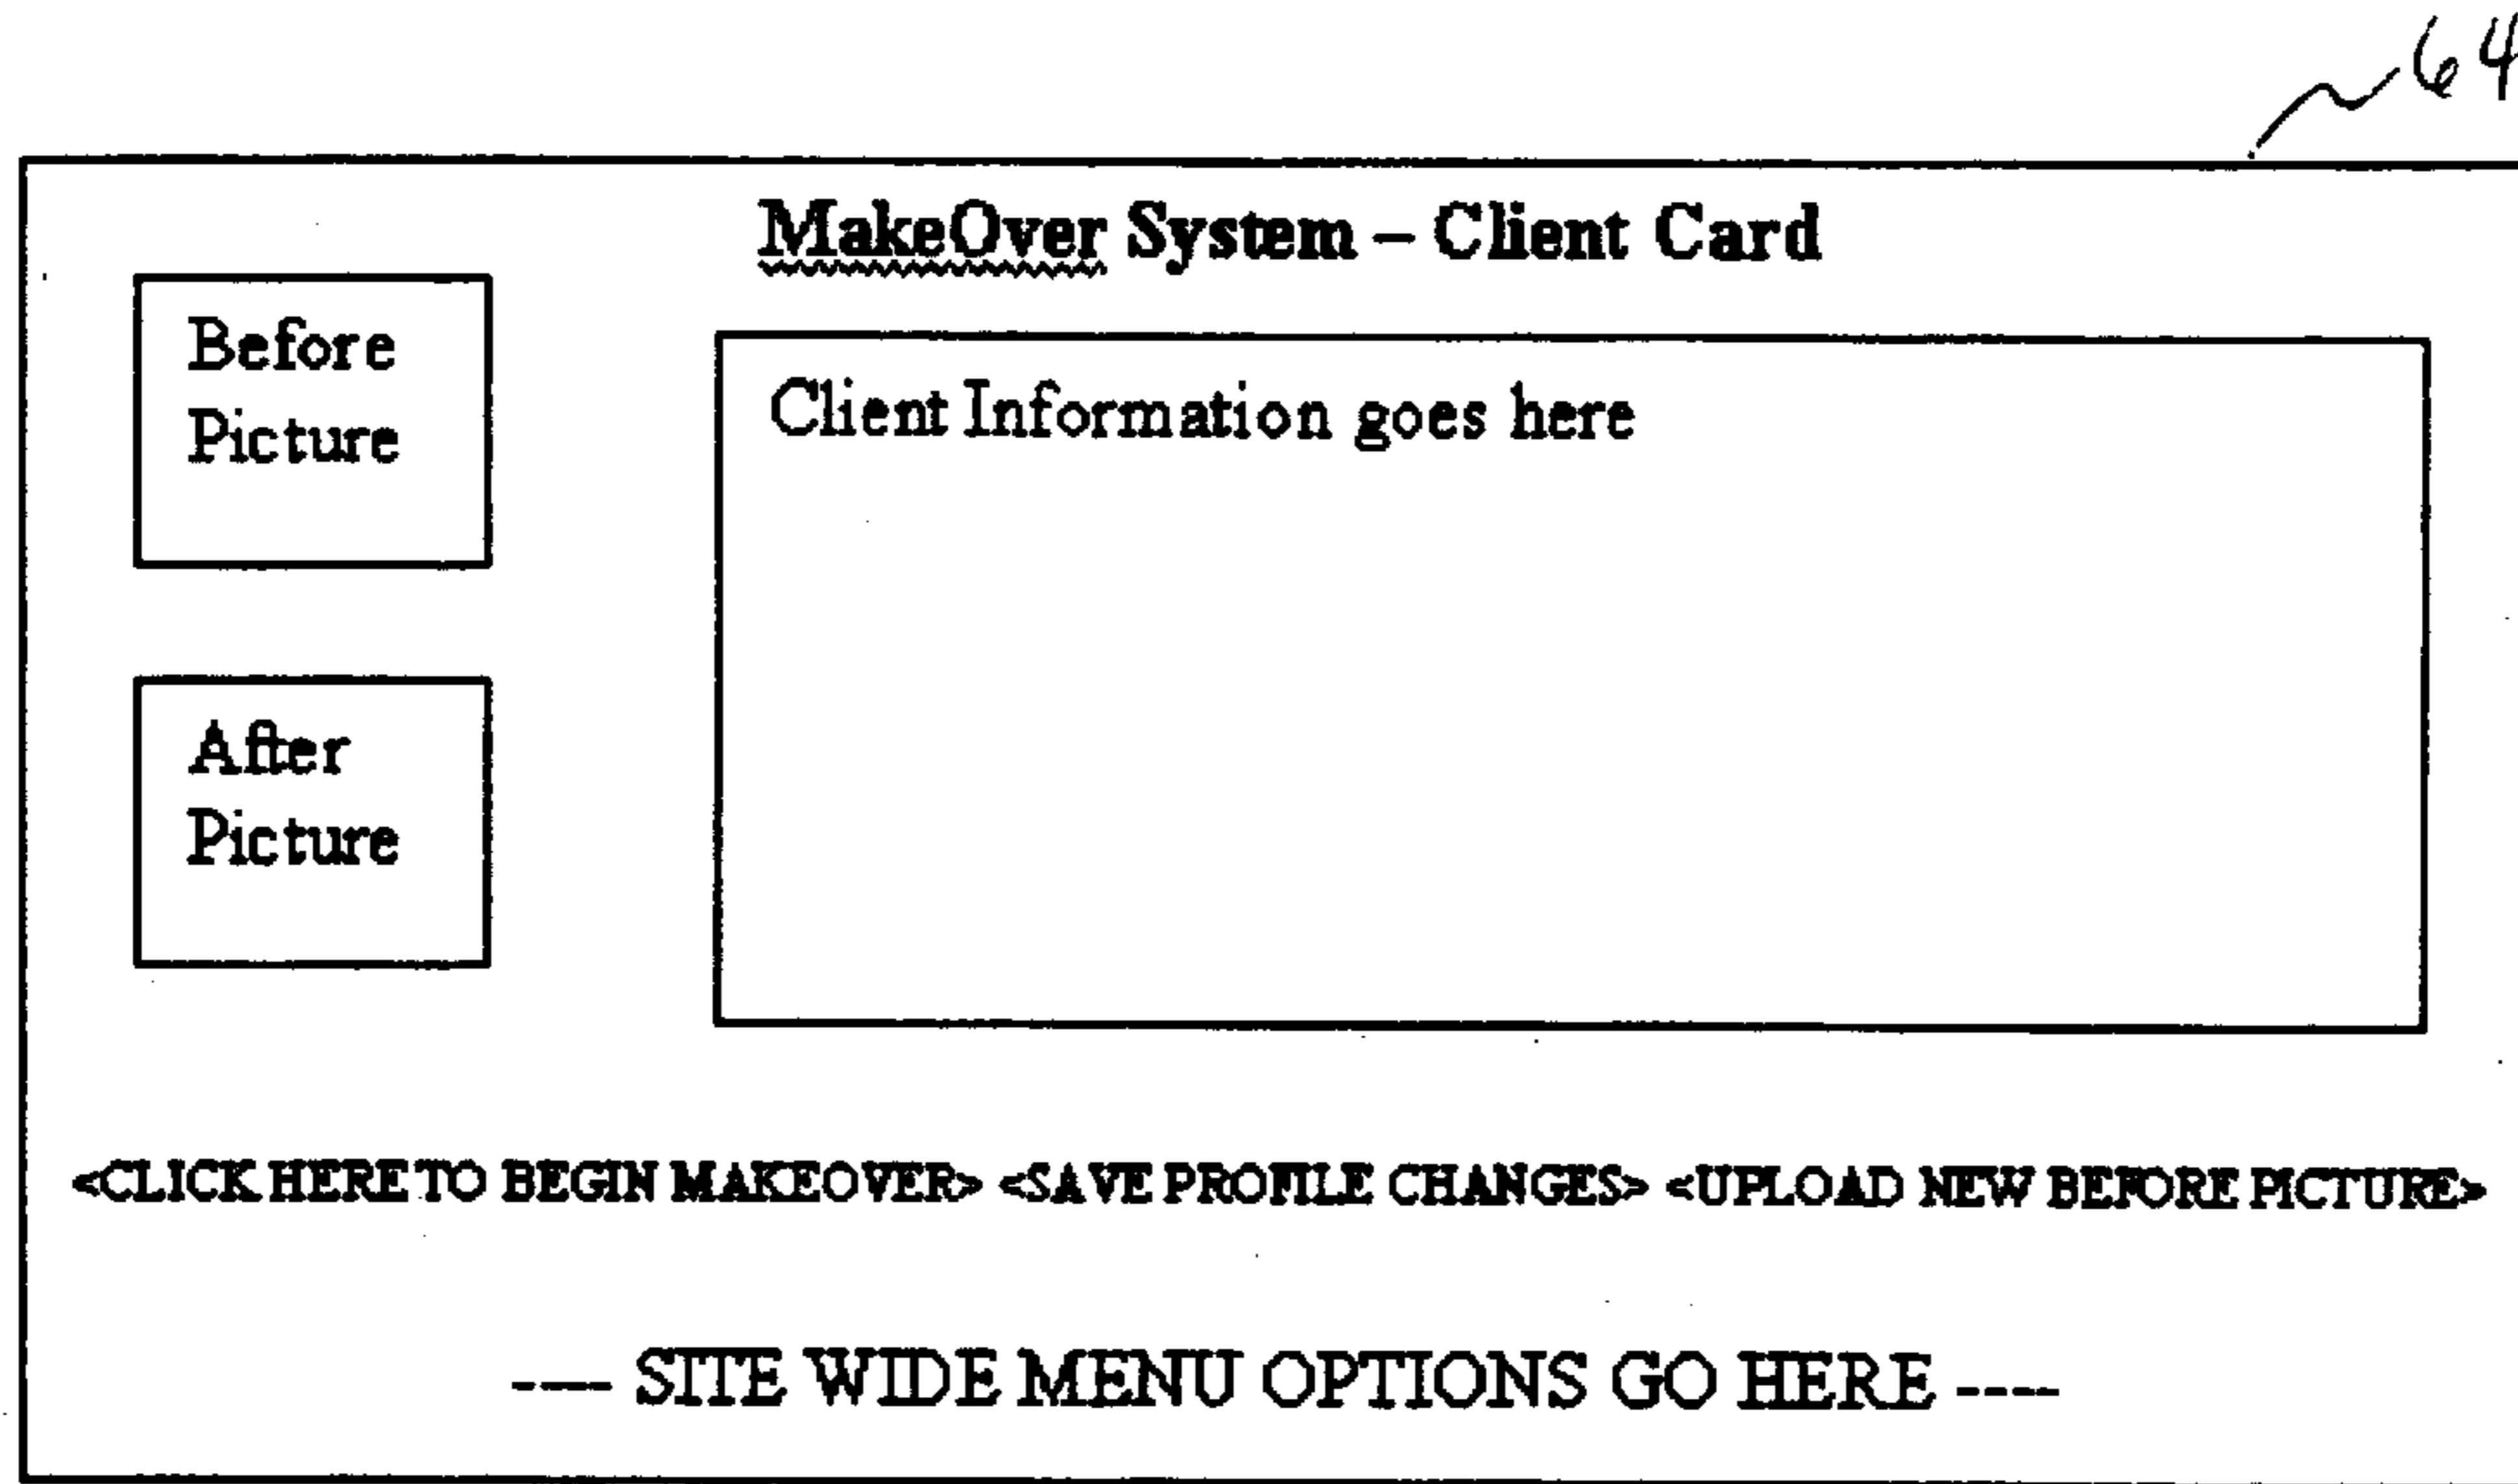 64
MakeOver System – Client Card
Before
Picture
Client Information goes here
After
Picture
<CLICK HERE TO BEGIN MAKEOVER> <SAVE PROFILE CHANGES> <UPLOAD NEW BEFORE PICTURE>
---- SITE WIDE MENU OPTIONS GO HERE ----